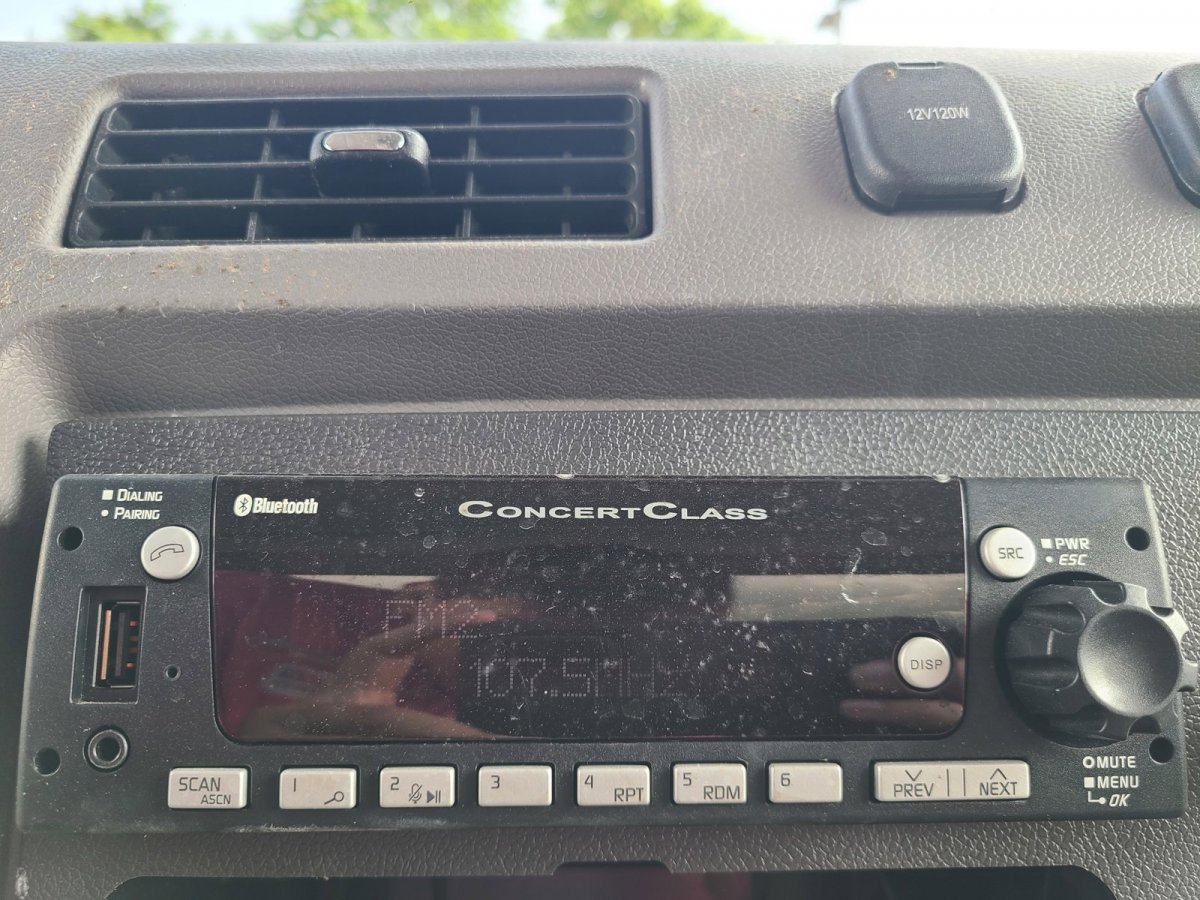 12V120W
DIALING
PAIRING
Bluetooth
CONCERTCLASS
SRC
PWR
ESC
FM2
107.5MHz
DISP
SCAN
ASCN
1
2
3
4
RPT
5
RDM
6
PREV
NEXT
MUTE
MENU
OK